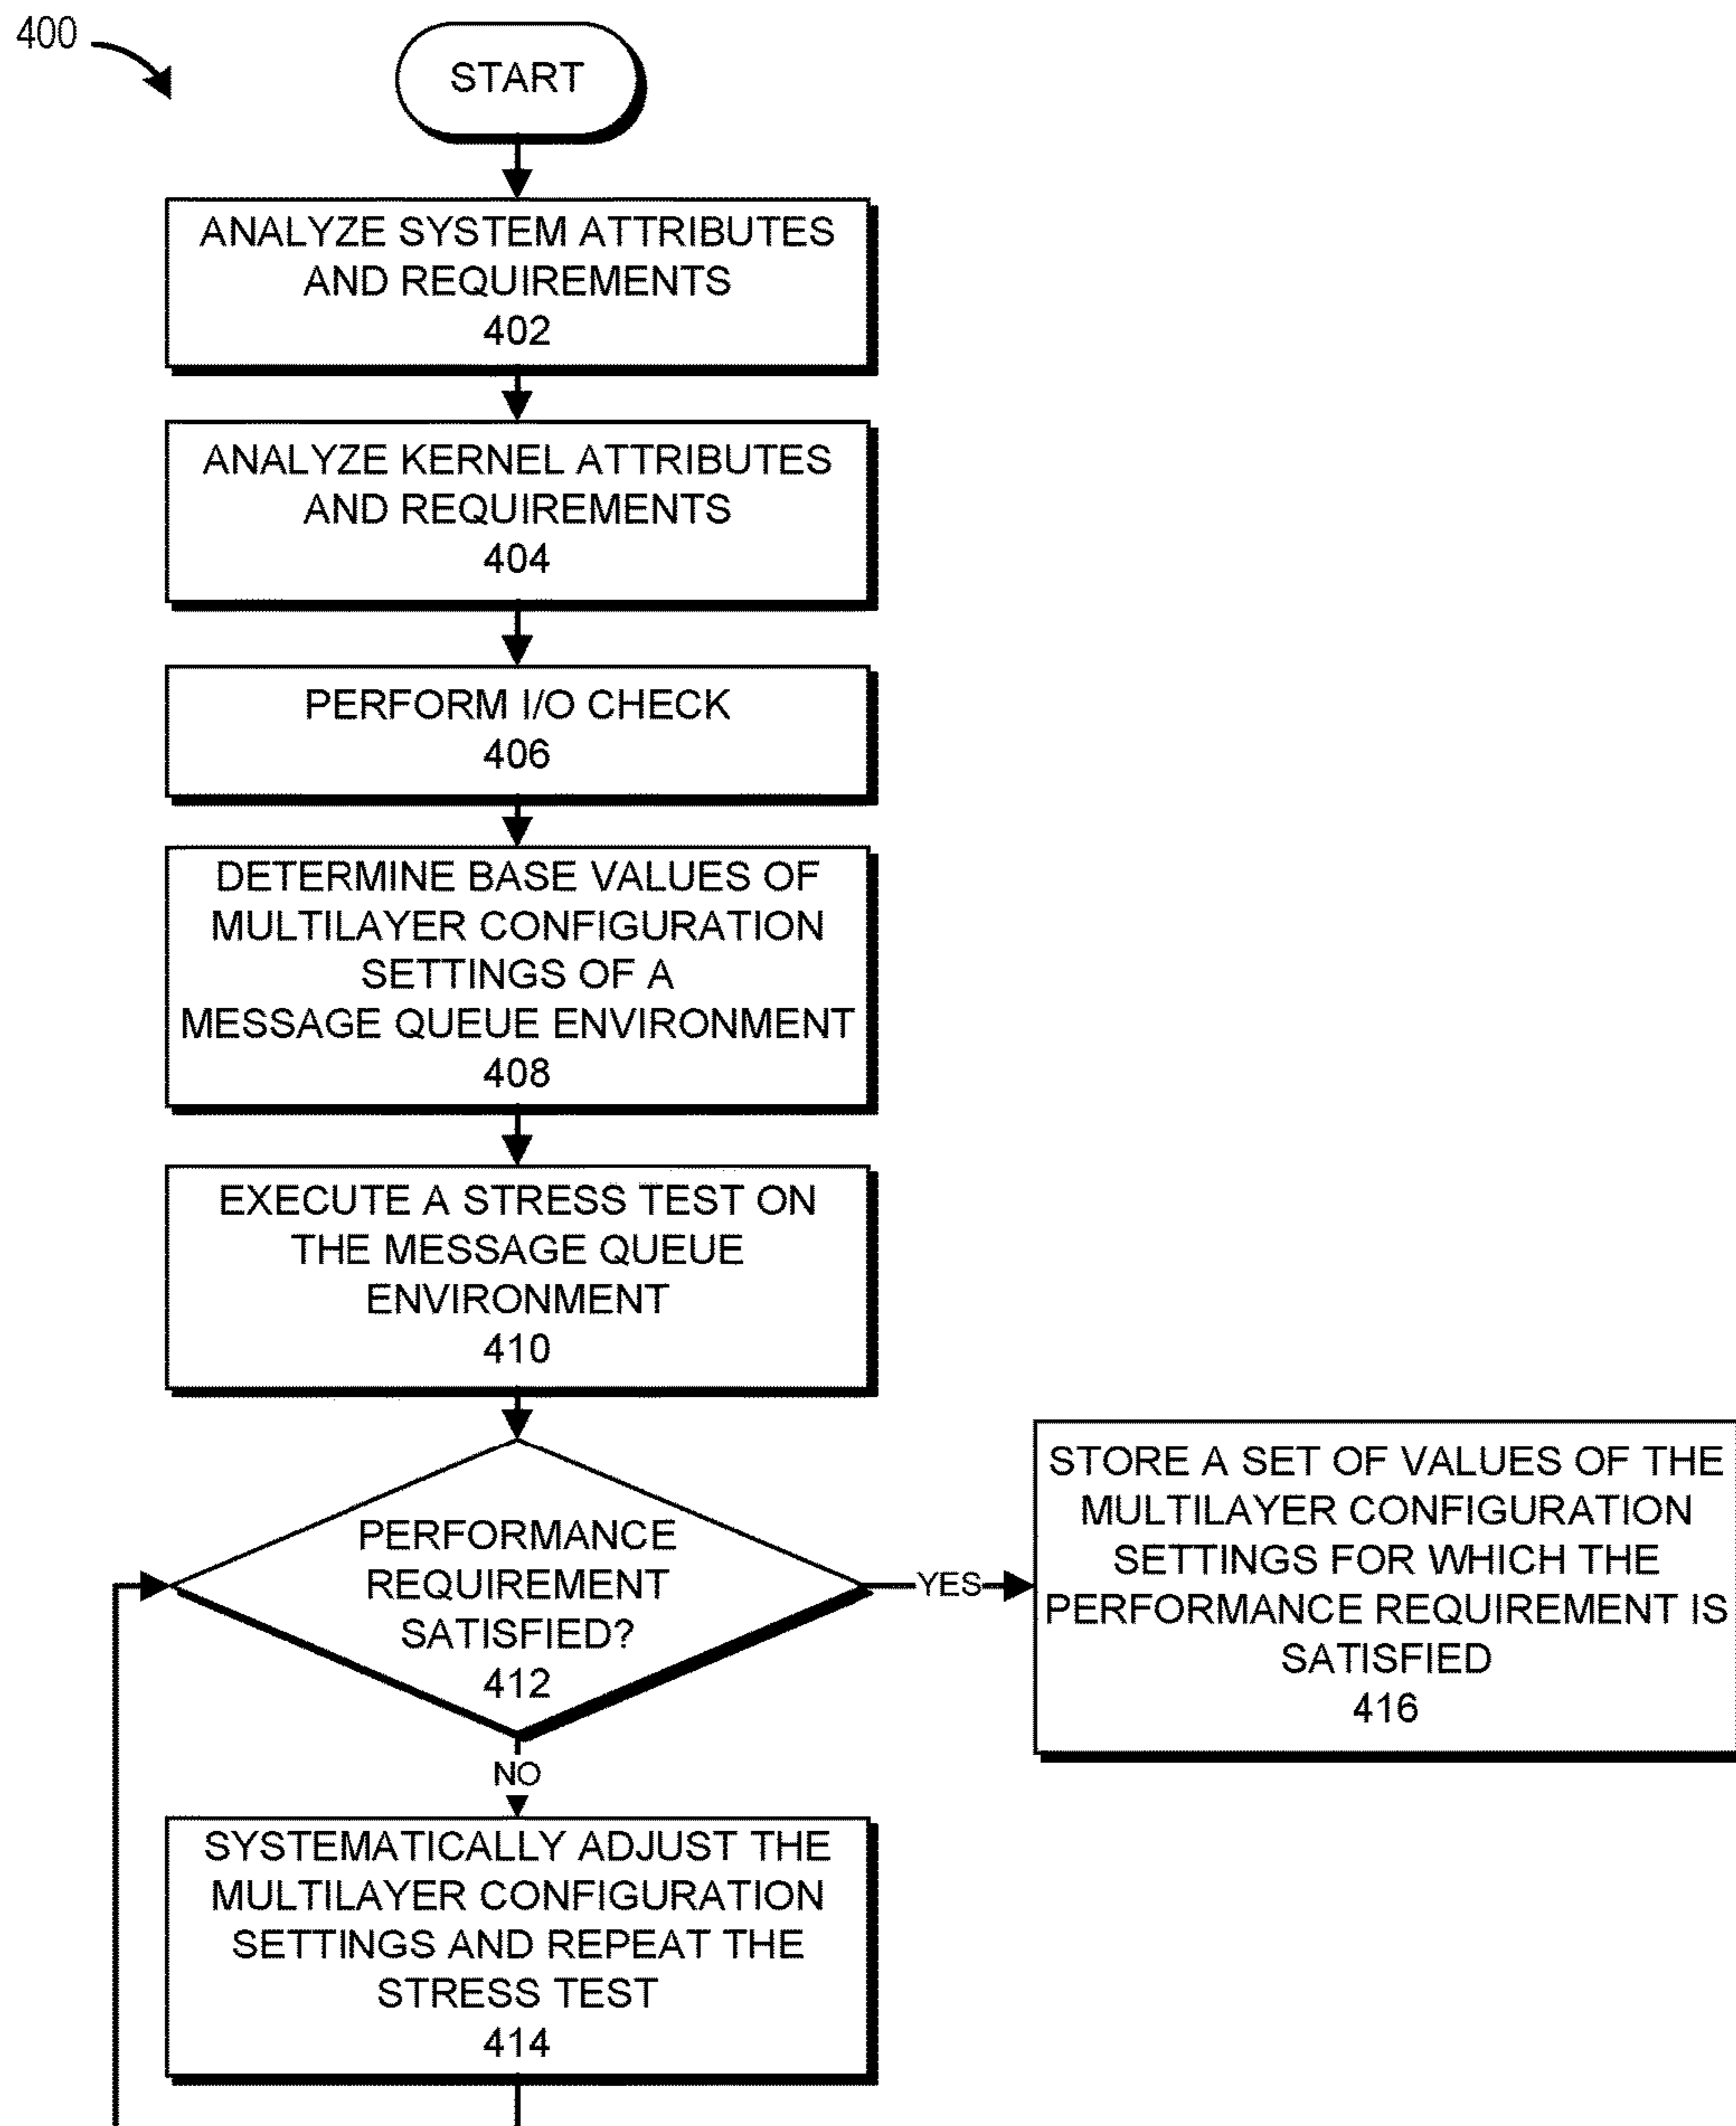 400
START
ANALYZE SYSTEM ATTRIBUTES
AND REQUIREMENTS
402
ANALYZE KERNEL ATTRIBUTES
AND REQUIREMENTS
404
PERFORM I/O CHECK
406
DETERMINE BASE VALUES OF
MULTILAYER CONFIGURATION
SETTINGS OF A
MESSAGE QUEUE ENVIRONMENT
408
EXECUTE A STRESS TEST ON
THE MESSAGE QUEUE
ENVIRONMENT
410
PERFORMANCE
REQUIREMENT
SATISFIED?
412
YES
STORE A SET OF VALUES OF THE
MULTILAYER CONFIGURATION
SETTINGS FOR WHICH THE
PERFORMANCE REQUIREMENT IS
SATISFIED
416
NO
SYSTEMATICALLY ADJUST THE
MULTILAYER CONFIGURATION
SETTINGS AND REPEAT THE
STRESS TEST
414